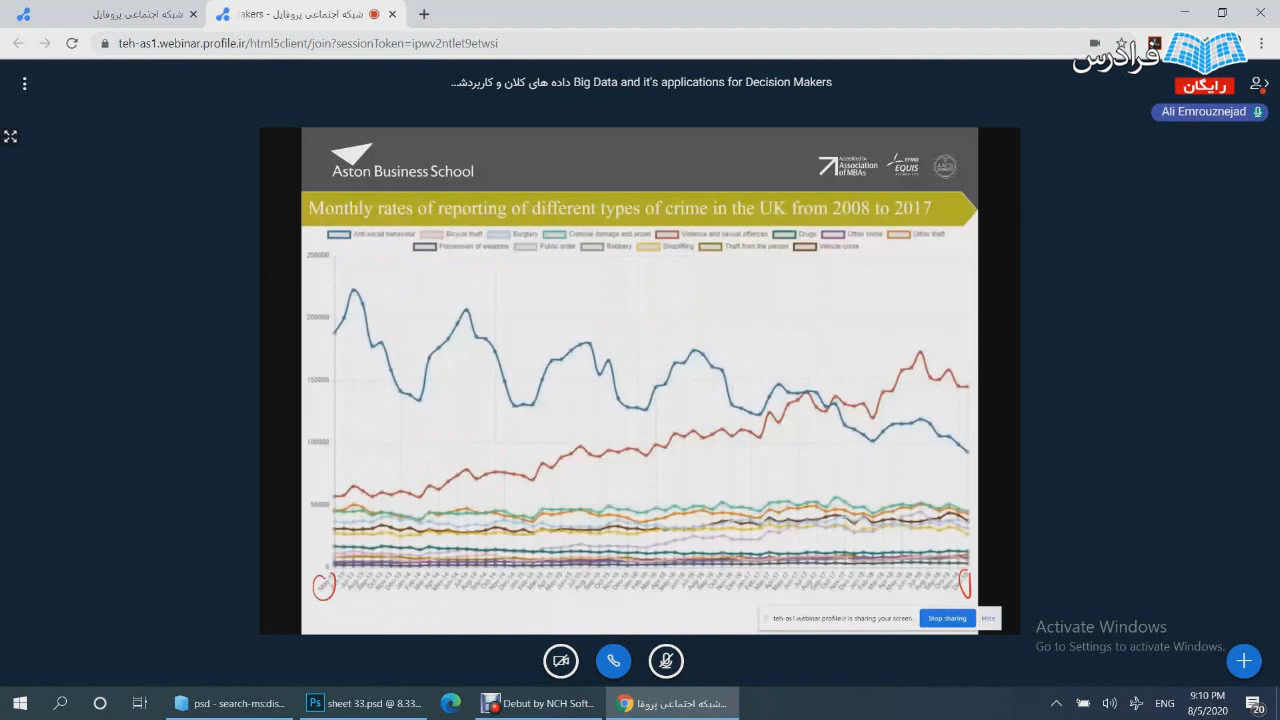 شبکه اجتماعی پروفایل
akers - شبکه اجتماعی پروفایل
teh-as1.webinar.profile.ir/html5client/join?sessionToken=ipwv2ntlet9etwsi
فرادرس
رایگان
داده های کلان و کاربردش... Big Data and it's applications for Decision Makers
Ali Emrouznejad
Aston Business School
Accredited by Association of MBAs
EFMD EQUIS
Monthly rates of reporting of different types of crime in the UK from 2008 to 2017
Anti-social behaviour Bicycle theft Burglary Criminal damage and arson Violence and sexual offences Drugs Other crime Other theft
Possession of weapons Public order Robbery Shoplifting Theft from the person Vehicle crime
250000
200000
150000
100000
50000
0
teh-as1.webinar.profile.ir is sharing your screen. Stop sharing Hide
Activate Windows
Go to Settings to activate Windows.
psd - search-ms:dis...
sheet 33.psd @ 8.33...
Debut by NCH Soft...
شبکه اجتماعی پروفا...
ENG
9:10 PM
8/5/2020
20